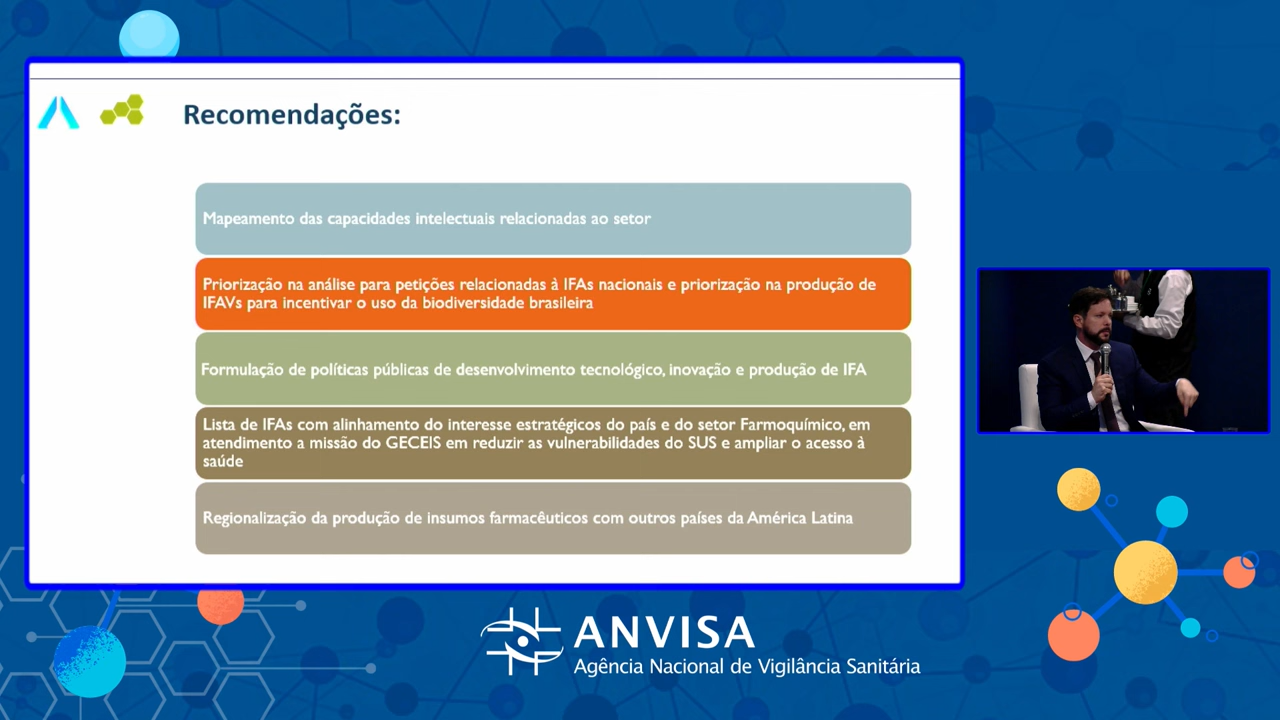 Recomendações:
Mapeamento das capacidades intelectuais relacionadas ao setor
Priorização na análise para petições relacionadas à IFAs nacionais e priorização na produção de
IFAVs para incentivar o uso da biodiversidade brasileira
Formulação de políticas públicas de desenvolvimento tecnológico, inovação e produção de IFA
Lista de IFAs com alinhamento do interesse estratégicos do país e do setor Farmoquímico, em
atendimento a missão do GECEIS em reduzir as vulnerabilidades do SUS e ampliar o acesso à
saúde
Regionalização da produção de insumos farmacêuticos com outros países da América Latina
ANVISA
Agência Nacional de Vigilância Sanitária